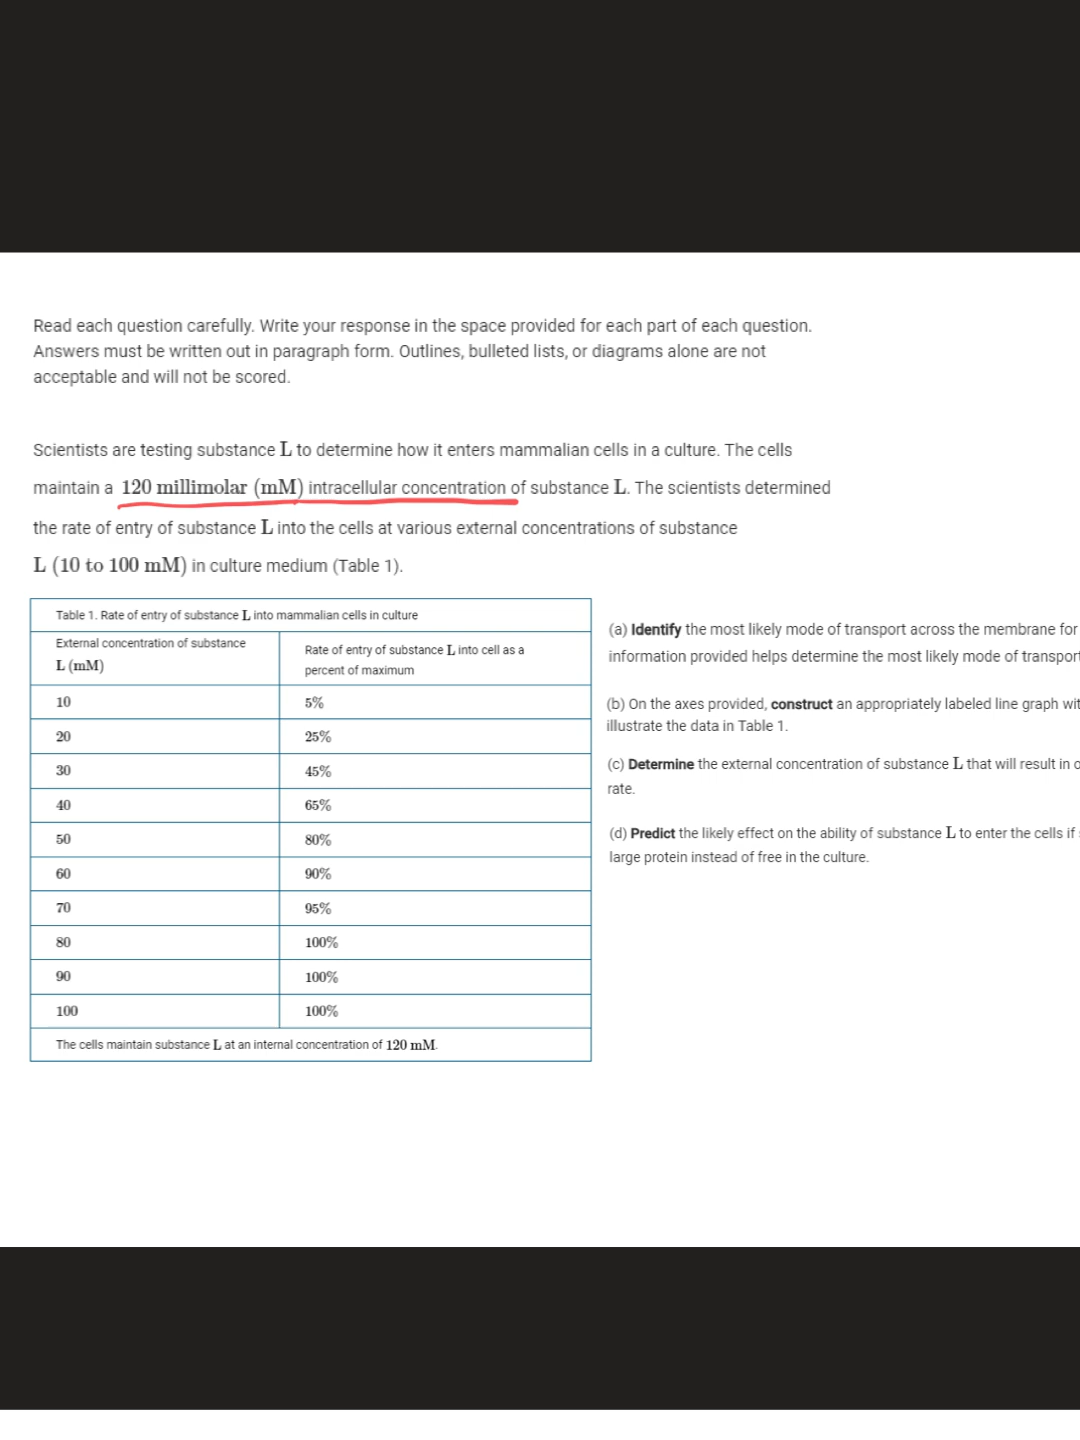 Read each question carefully. Write your response in the space provided for each part of each question.
Answers must be written out in paragraph form. Outlines, bulleted lists, or diagrams alone are not
acceptable and will not be scored.
Scientists are testing substance L to determine how it enters mammalian cells in a culture. The cells
maintain a 120 millimolar (mM) intracellular concentration of substance L. The scientists determined
the rate of entry of substance L into the cells at various external concentrations of substance
L (10 to 100 mM) in culture medium (Table 1).
Table 1. Rate of entry of substance L into mammalian cells in culture
External concentration of substance
L (mM)
Rate of entry of substance L into cell as a
percent of maximum
10 5%
20 25%
30 45%
40 65%
50 80%
60 90%
70 95%
80 100%
90 100%
100 100%
The cells maintain substance L at an internal concentration of 120 mM.
(a) Identify the most likely mode of transport across the membrane for
information provided helps determine the most likely mode of transport
(b) On the axes provided, construct an appropriately labeled line graph wit
illustrate the data in Table 1.
(c) Determine the external concentration of substance L that will result in
rate.
(d) Predict the likely effect on the ability of substance L to enter the cells if
large protein instead of free in the culture.